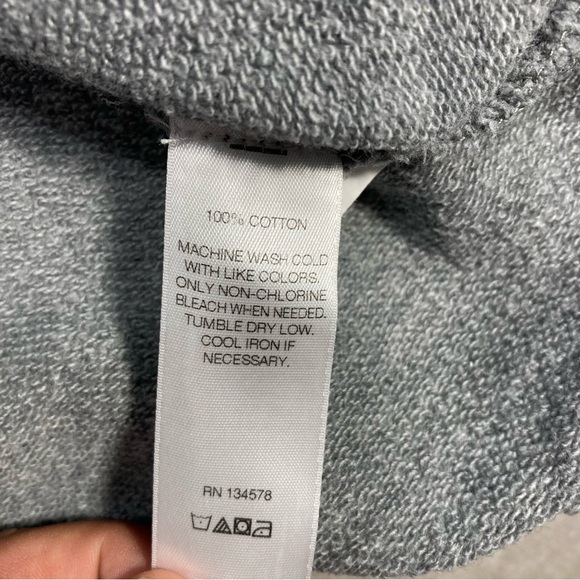 100% COTTON
MACHINE WASH COLD
WITH LIKE COLORS.
ONLY NON-CHLORINE
BLEACH WHEN NEEDED.
TUMBLE DRY LOW.
COOL IRON IF
NECESSARY.
RN 134578